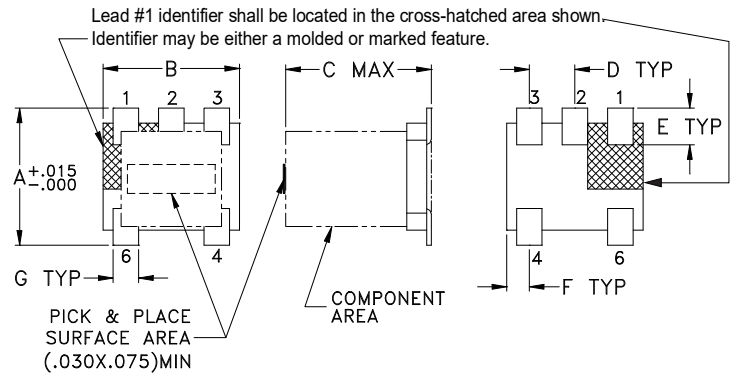 Lead #1 identifier shall be located in the cross-hatched area shown.
Identifier may be either a molded or marked feature.
B
C MAX
D TYP
1 2 3
3 2 1
E TYP
A+.015
-.000
6 4
4 6
G TYP
F TYP
COMPONENT
AREA
PICK & PLACE
SURFACE AREA
(.030X.075)MIN